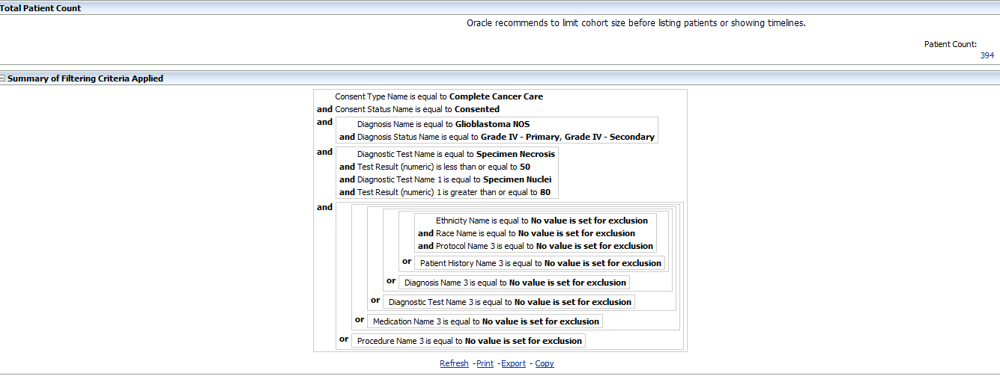 Total Patient Count
Oracle recommends to limit cohort size before listing patients or showing timelines.
Patient Count:
394
Summary of Filtering Criteria Applied
Consent Type Name is equal to Complete Cancer Care
and Consent Status Name is equal to Consented
and Diagnosis Name is equal to Glioblastoma NOS
and Diagnosis Status Name is equal to Grade IV - Primary, Grade IV - Secondary
and Diagnostic Test Name is equal to Specimen Necrosis
and Test Result (numeric) is less than or equal to 50
and Diagnostic Test Name 1 is equal to Specimen Nuclei
and Test Result (numeric) 1 is greater than or equal to 80
and Ethnicity Name is equal to No value is set for exclusion
and Race Name is equal to No value is set for exclusion
and Protocol Name 3 is equal to No value is set for exclusion
or Patient History Name 3 is equal to No value is set for exclusion
or Diagnosis Name 3 is equal to No value is set for exclusion
or Diagnostic Test Name 3 is equal to No value is set for exclusion
or Medication Name 3 is equal to No value is set for exclusion
or Procedure Name 3 is equal to No value is set for exclusion
Refresh - Print - Export - Copy